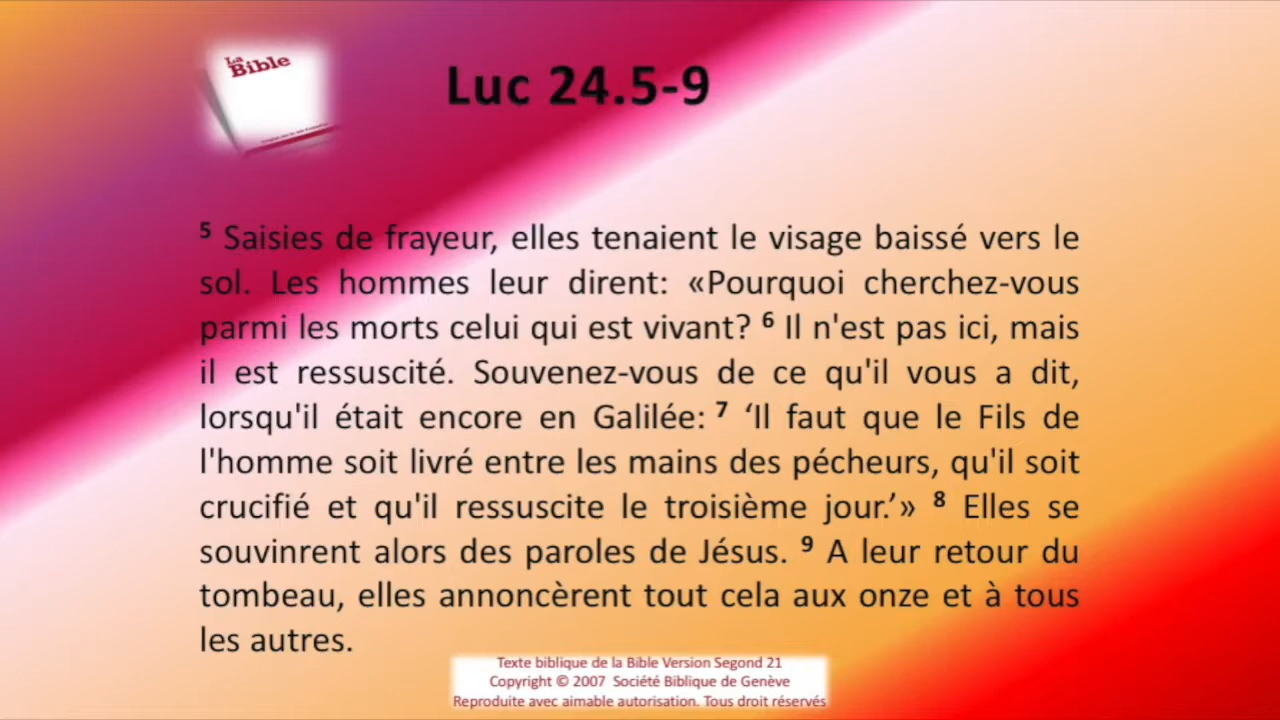 La
Bible
Luc 24.5-9
⁵ Saisies de frayeur, elles tenaient le visage baissé vers le
sol. Les hommes leur dirent: «Pourquoi cherchez-vous
parmi les morts celui qui est vivant? ⁶ Il n'est pas ici, mais
il est ressuscité. Souvenez-vous de ce qu'il vous a dit,
lorsqu'il était encore en Galilée: ⁷ ‘Il faut que le Fils de
l'homme soit livré entre les mains des pécheurs, qu'il soit
crucifié et qu'il ressuscite le troisième jour.’» ⁸ Elles se
souvinrent alors des paroles de Jésus. ⁹ A leur retour du
tombeau, elles annoncèrent tout cela aux onze et à tous
les autres.
Texte biblique de la Bible Version Segond 21
Copyright © 2007 Société Biblique de Genève
Reproduite avec aimable autorisation. Tous droit réservés